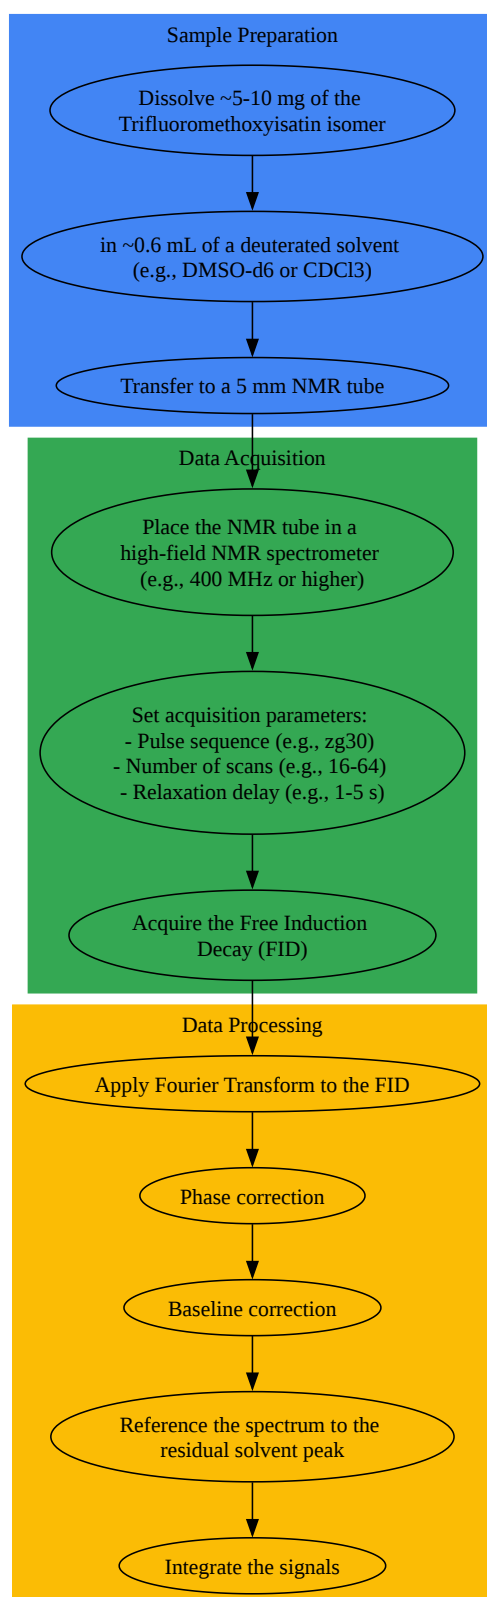 Sample Preparation
Dissolve ~5-10 mg of the
Trifluoromethoxyisatin isomer
in ~0.6 mL of a deuterated solvent
(e.g., DMSO-d6 or CDCl3)
Transfer to a 5 mm NMR tube
Data Acquisition
Place the NMR tube in a
high-field NMR spectrometer
(e.g., 400 MHz or higher)
Set acquisition parameters:
- Pulse sequence (e.g., zg30)
- Number of scans (e.g., 16-64)
- Relaxation delay (e.g., 1-5 s)
Acquire the Free Induction
Decay (FID)
Data Processing
Apply Fourier Transform to the FID
Phase correction
Baseline correction
Reference the spectrum to the
residual solvent peak
Integrate the signals